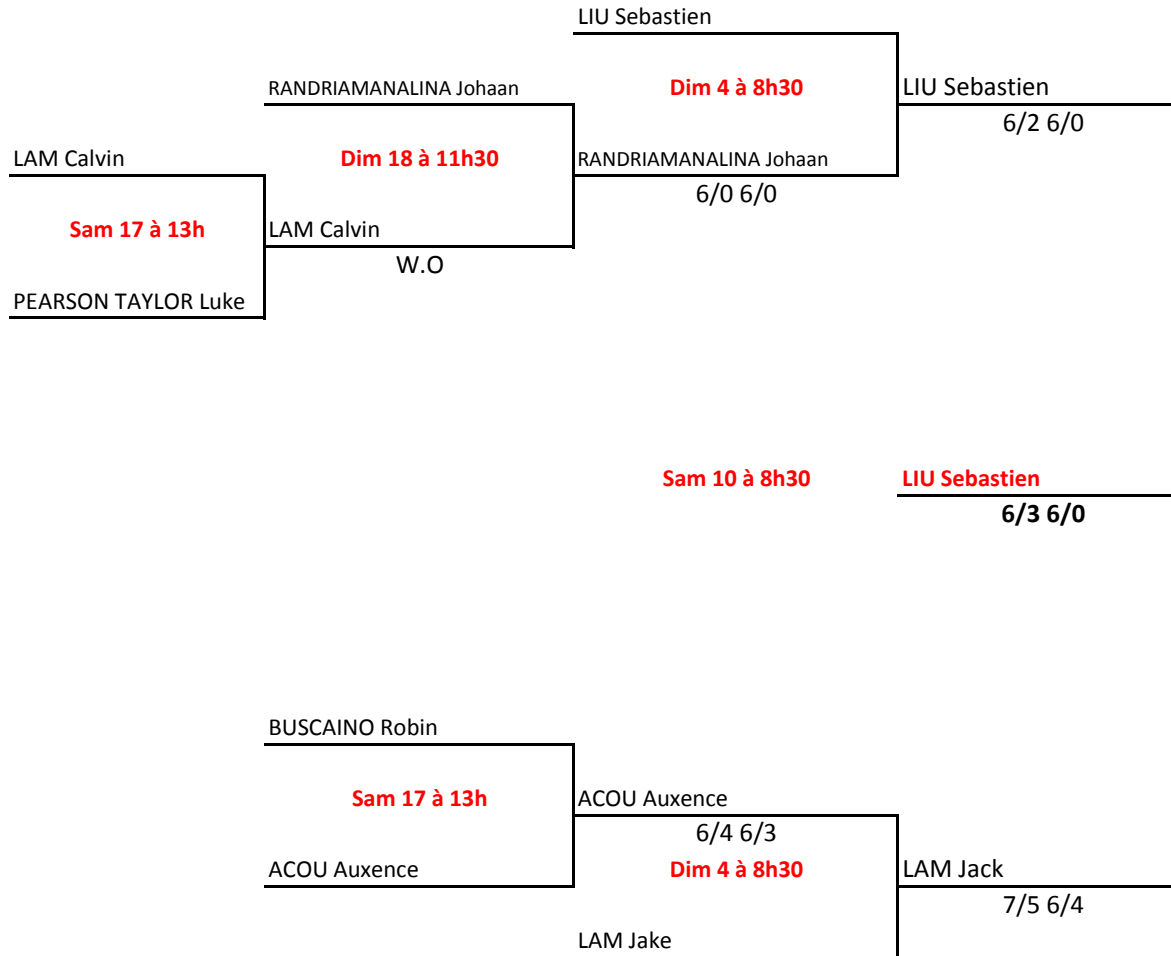 LIU Sebastien
RANDRIAMANALINA Johaan
Dim 4 à 8h30
LIU Sebastien
6/2 6/0
LAM Calvin
Dim 18 à 11h30
RANDRIAMANALINA Johaan
6/0 6/0
Sam 17 à 13h
LAM Calvin
W.O
PEARSON TAYLOR Luke
Sam 10 à 8h30
LIU Sebastien
6/3 6/0
BUSCAINO Robin
Sam 17 à 13h
ACOU Auxence
6/4 6/3
ACOU Auxence
Dim 4 à 8h30
LAM Jack
7/5 6/4
LAM Jake